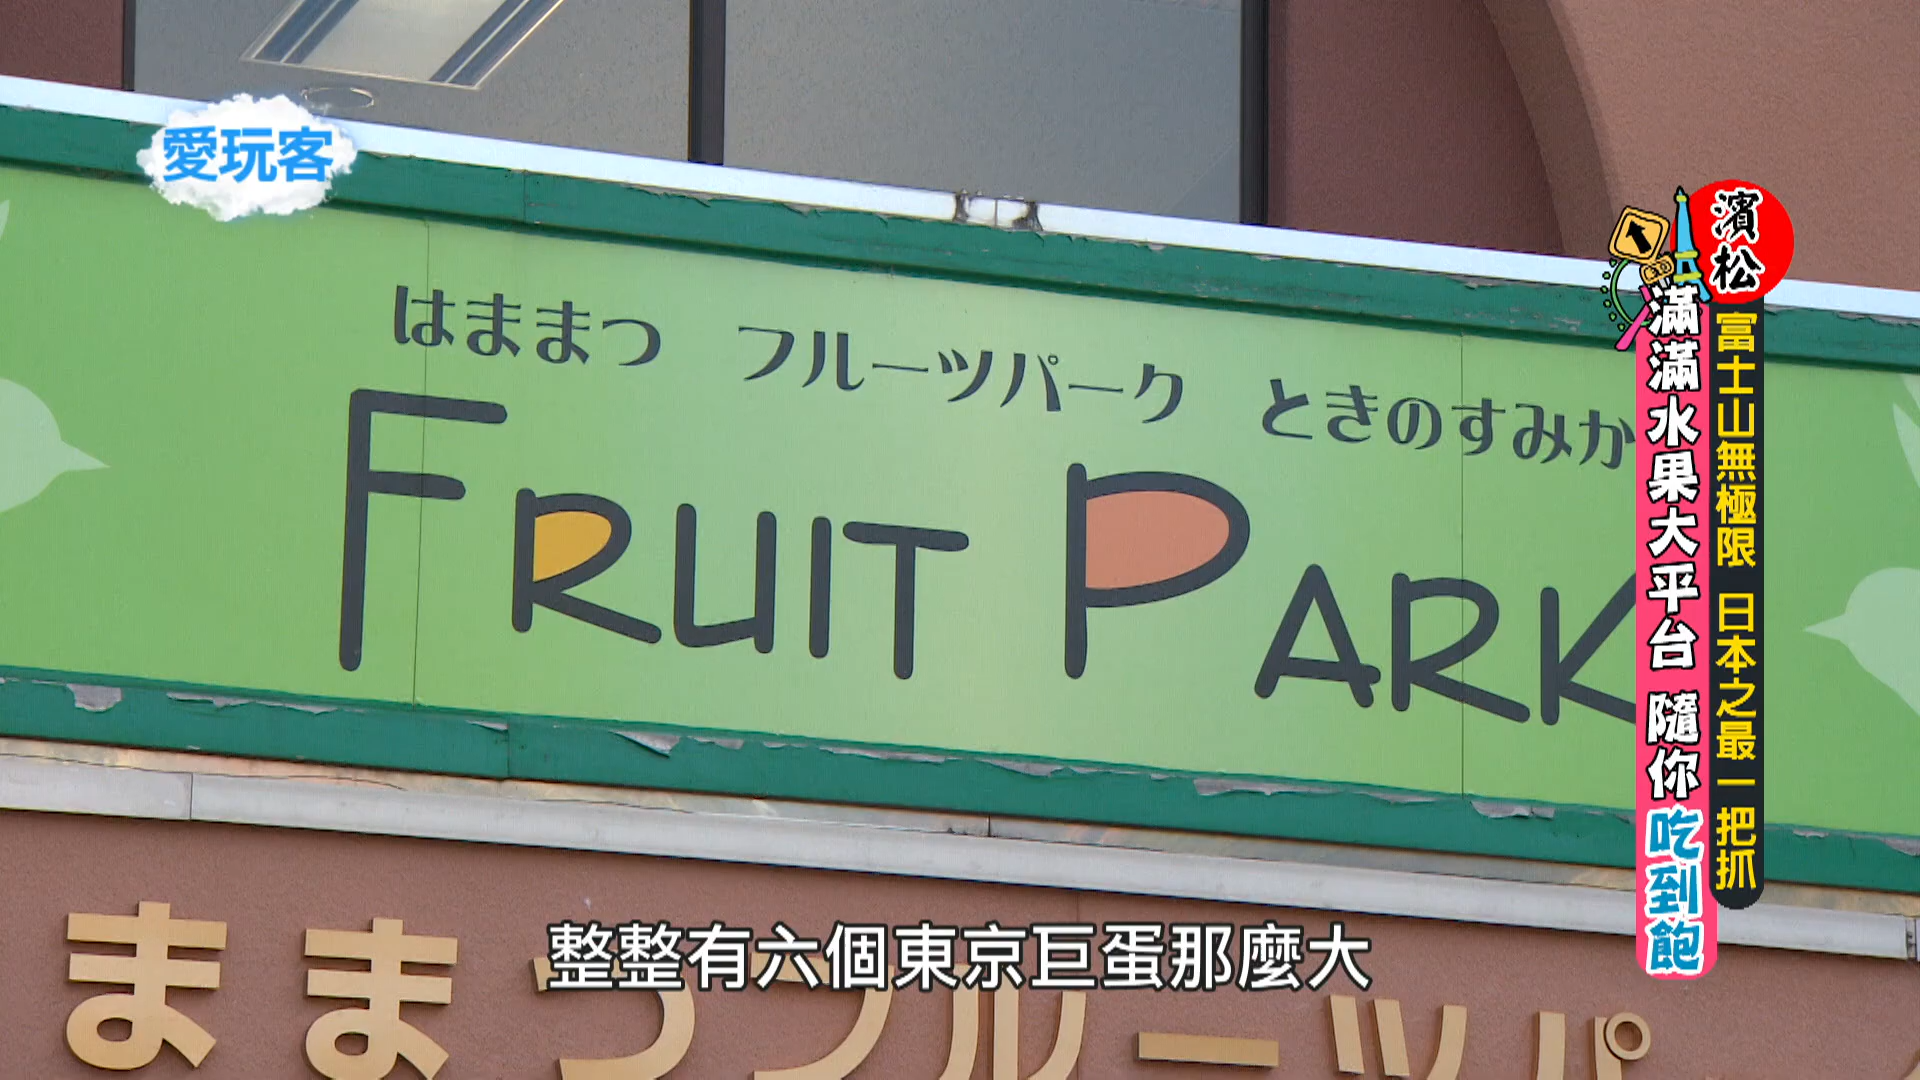 愛玩客
はままつ フルーツパーク ときのすみか
FRUIT PARK
濱松
富士山無極限 日本之最一把抓
滿滿水果大平台 隨你吃到飽
整整有六個東京巨蛋那麼大
ままつフルーツパ